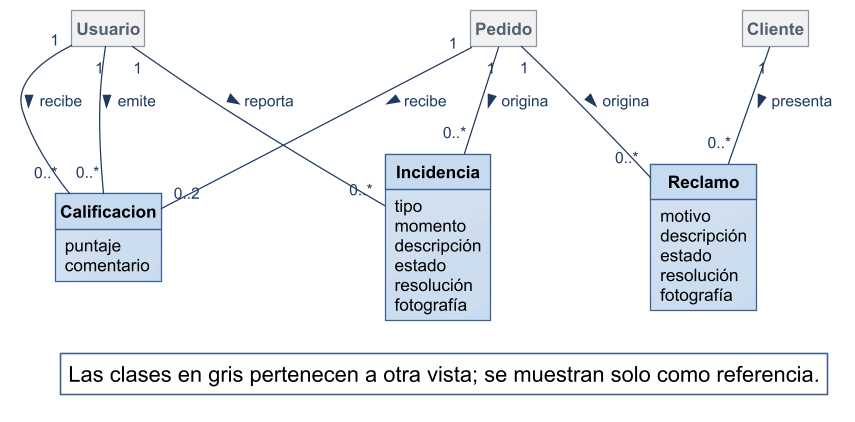 Usuario
Pedido
Cliente
1
1
1
1
1
1
1
recibe
emite
reporta
recibe
origina
origina
presenta
0..*
0..*
0..2
0..*
0..*
0..*
0..*
Calificacion
puntaje
comentario
Incidencia
tipo
momento
descripción
estado
resolución
fotografía
Reclamo
motivo
descripción
estado
resolución
fotografía
Las clases en gris pertenecen a otra vista; se muestran solo como referencia.